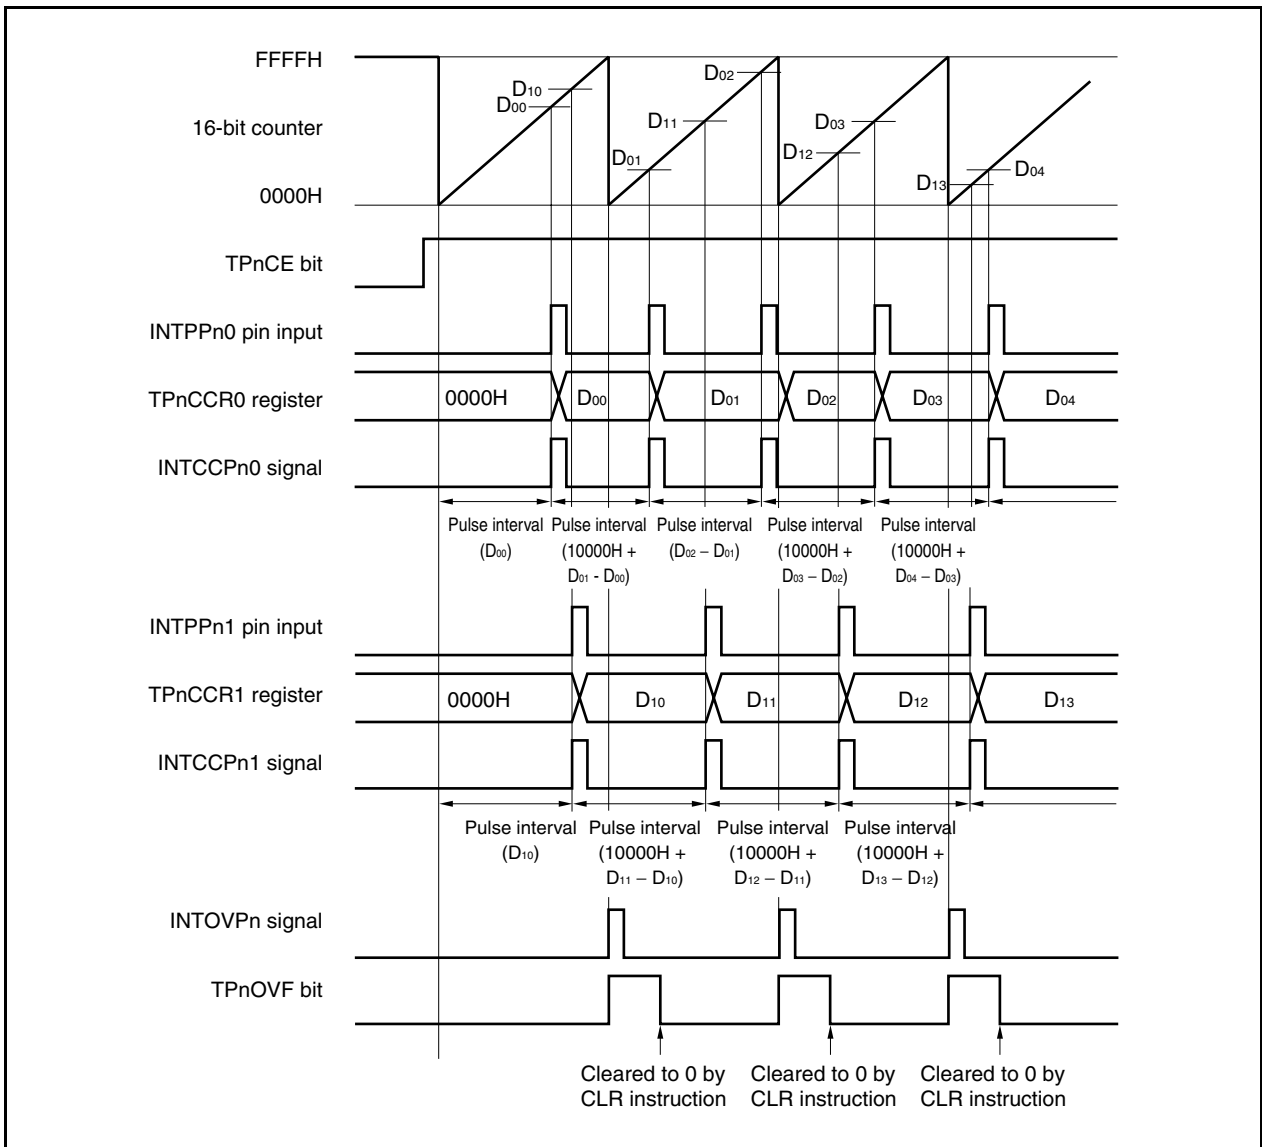 FFFFH
D02
D10
D00
16-bit counter
D11
D03
D12
D01
D04
D13
0000H
TPnCE bit
INTPPn0 pin input
TPnCCR0 register
0000H D00 D01 D02 D03 D04
INTCCPn0 signal
Pulse interval Pulse interval Pulse interval Pulse interval Pulse interval
(D00) (10000H + (D02 – D01) (10000H + (10000H +
D01 - D00) D03 – D02) D04 – D03)
INTPPn1 pin input
TPnCCR1 register
0000H D10 D11 D12 D13
INTCCPn1 signal
Pulse interval Pulse interval Pulse interval Pulse interval
(D10) (10000H + (10000H + (10000H +
D11 – D10) D12 – D11) D13 – D12)
INTOVPn signal
TPnOVF bit
Cleared to 0 by Cleared to 0 by Cleared to 0 by
CLR instruction CLR instruction CLR instruction